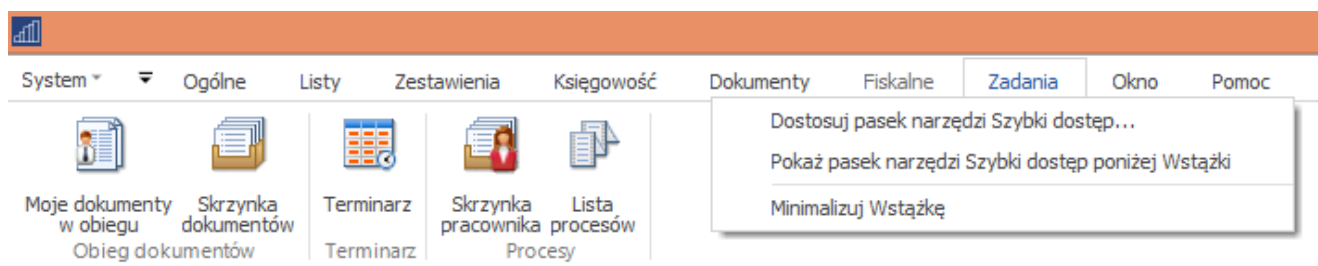 System Ogólne Listy Zestawienia Księgowość Dokumenty Fiskalne Zadania Okno Pomoc
Dostosuj pasek narzędzi Szybki dostęp...
Pokaż pasek narzędzi Szybki dostęp poniżej Wstążki
Minimalizuj Wstążkę
Moje dokumenty
w obiegu
Skrzynka
dokumentów
Obieg dokumentów
Terminarz
Terminarz
Skrzynka
pracownika
Lista
procesów
Procesy